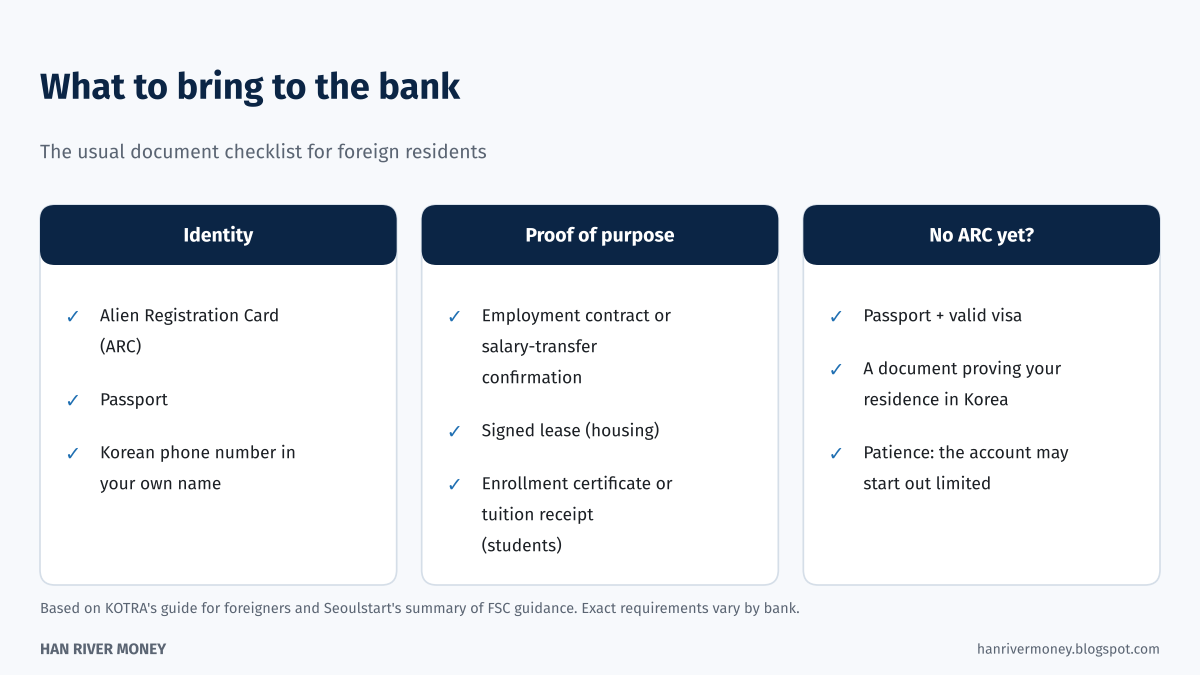 What to bring to the bank
The usual document checklist for foreign residents
Identity
✓ Alien Registration Card
(ARC)
✓ Passport
✓ Korean phone number in
your own name
Proof of purpose
✓ Employment contract or
salary-transfer
confirmation
✓ Signed lease (housing)
✓ Enrollment certificate or
tuition receipt
(students)
No ARC yet?
✓ Passport + valid visa
✓ A document proving your
residence in Korea
✓ Patience: the account may
start out limited
Based on KOTRA's guide for foreigners and Seoulstart's summary of FSC guidance. Exact requirements vary by bank.
HAN RIVER MONEY
hanrivermoney.blogspot.com